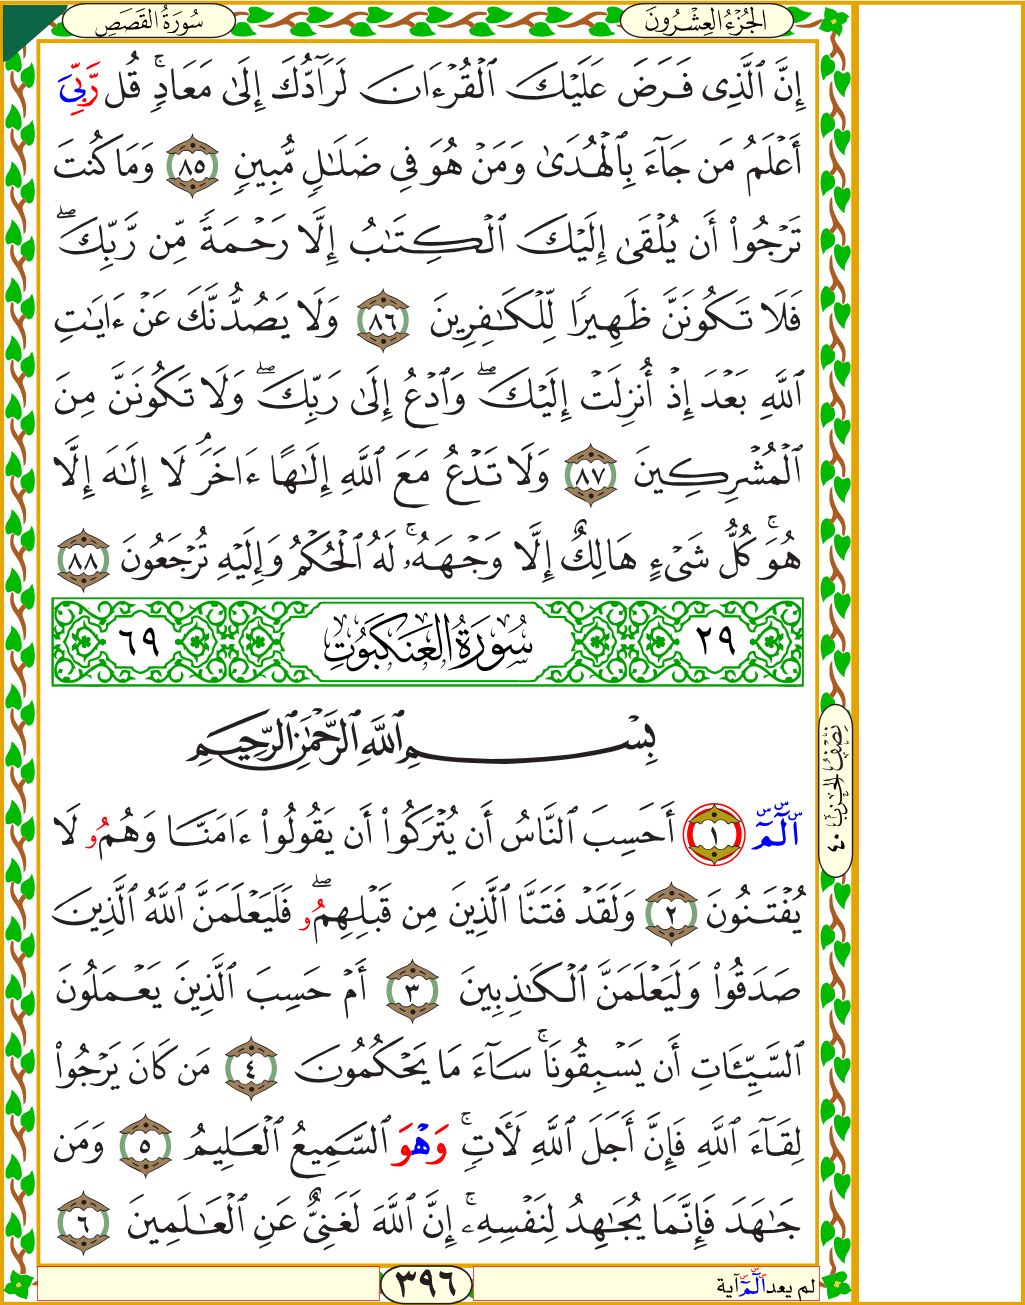 الجُزْءُ العِشْرُونَ
سُورَةُ القَصَصِ
إِنَّ ٱلَّذِى فَرَضَ عَلَيْكَ ٱلْقُرْءَانَ لَرَآدُّكَ إِلَىٰ مَعَادٍۚ قُل رَّبِّىَ
أَعْلَمُ مَن جَآءَ بِٱلْهُدَىٰ وَمَنْ هُوَ فِى ضَلَٰلٍ مُّبِينٍ ٨٥ وَمَا كُنتَ
تَرْجُوٓا۟ أَن يُلْقَىٰٓ إِلَيْكَ ٱلْكِتَٰبُ إِلَّا رَحْمَةً مِّن رَّبِّكَۖ
فَلَا تَكُونَنَّ ظَهِيرًا لِّلْكَٰفِرِينَ ٨٦ وَلَا يَصُدُّنَّكَ عَنْ ءَايَٰتِ
ٱللَّهِ بَعْدَ إِذْ أُنزِلَتْ إِلَيْكَۖ وَٱدْعُ إِلَىٰ رَبِّكَۖ وَلَا تَكُونَنَّ مِنَ
ٱلْمُشْرِكِينَ ٨٧ وَلَا تَدْعُ مَعَ ٱللَّهِ إِلَٰهًا ءَاخَرَۘ لَآ إِلَٰهَ إِلَّا
هُوَۚ كُلُّ شَىْءٍ هَالِكٌ إِلَّا وَجْهَهُۥۚ لَهُ ٱلْحُكْمُ وَإِلَيْهِ تُرْجَعُونَ ٨٨
٢٩ سُورَةُ العَنكَبُوتِ ٦٩
بِسْمِ ٱللَّهِ ٱلرَّحْمَٰنِ ٱلرَّحِيمِ
الٓمٓ ١ أَحَسِبَ ٱلنَّاسُ أَن يُتْرَكُوٓا۟ أَن يَقُولُوٓا۟ ءَامَنَّا وَهُمُۥ لَا
يُفْتَنُونَ ٢ وَلَقَدْ فَتَنَّا ٱلَّذِينَ مِن قَبْلِهِمُۥۖ فَلَيَعْلَمَنَّ ٱللَّهُ ٱلَّذِينَ
صَدَقُوا۟ وَلَيَعْلَمَنَّ ٱلْكَٰذِبِينَ ٣ أَمْ حَسِبَ ٱلَّذِينَ يَعْمَلُونَ
ٱلسَّيِّـَٔاتِ أَن يَسْبِقُونَاۚ سَآءَ مَا يَحْكُمُونَ ٤ مَن كَانَ يَرْجُوا۟
لِقَآءَ ٱللَّهِ فَإِنَّ أَجَلَ ٱللَّهِ لَـَٔاتٍۚ وَهْوَ ٱلسَّمِيعُ ٱلْعَلِيمُ ٥ وَمَن
جَٰهَدَ فَإِنَّمَا يُجَٰهِدُ لِنَفْسِهِۦٓۚ إِنَّ ٱللَّهَ لَغَنِىٌّ عَنِ ٱلْعَٰلَمِينَ ٦
نِصْفُ الحِزْبِ ٤٠
لم يعد الٓمٓ آية
٣٩٦